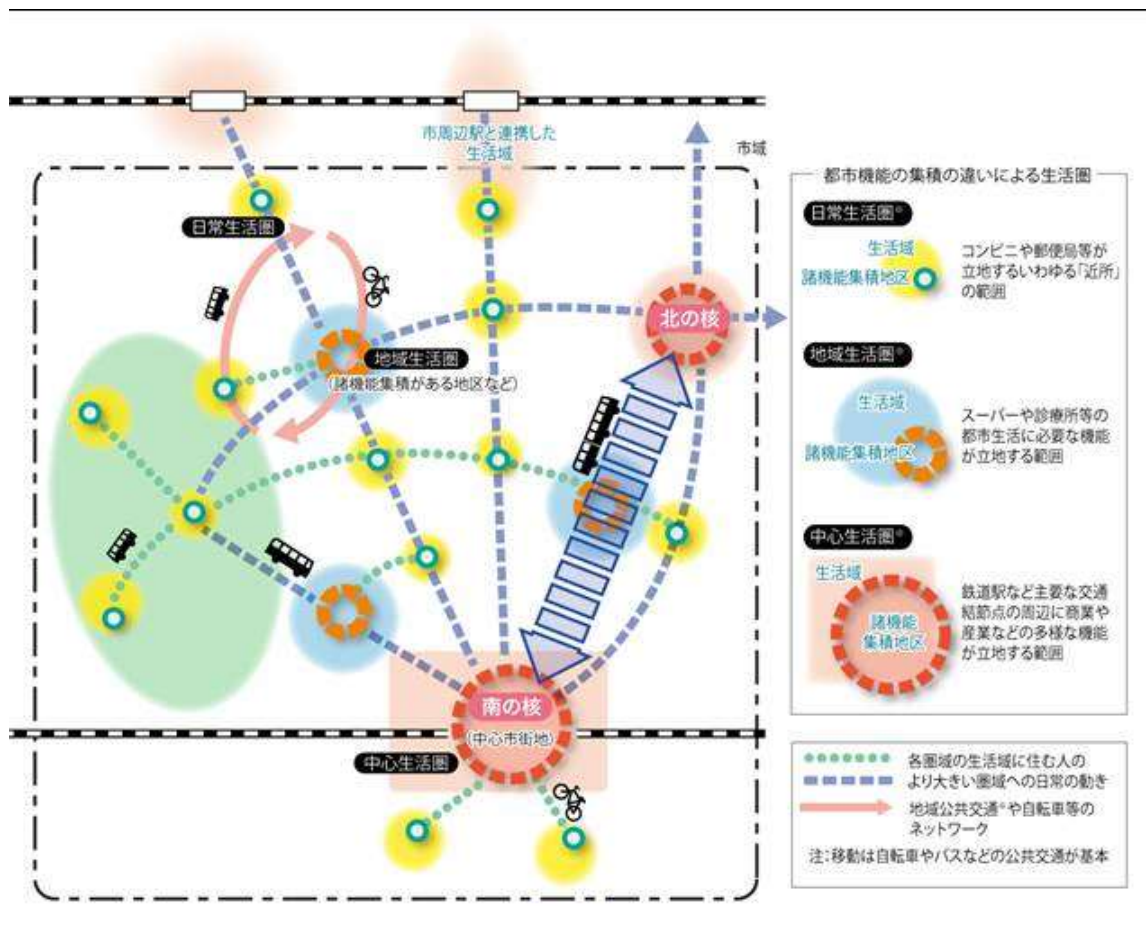 市周辺駅と連携した
生活域
市域
日常生活圏
地域生活圏
(諸機能集積がある地区など)
北の核
南の核
(中心市街地)
中心生活圏
都市機能の集積の違いによる生活圏
日常生活圏※
生活域
諸機能集積地区
コンビニや郵便局等が
立地するいわゆる「近所」
の範囲
地域生活圏※
生活域
諸機能集積地区
スーパーや診療所等の
都市生活に必要な機能
が立地する範囲
中心生活圏※
生活域
諸機能
集積地区
鉄道駅など主要な交通
結節点の周辺に商業や
産業などの多様な機能
が立地する範囲
各圏域の生活域に住む人の
より大きい圏域への日常の動き
地域公共交通※や自転車等の
ネットワーク
注:移動は自転車やバスなどの公共交通が基本